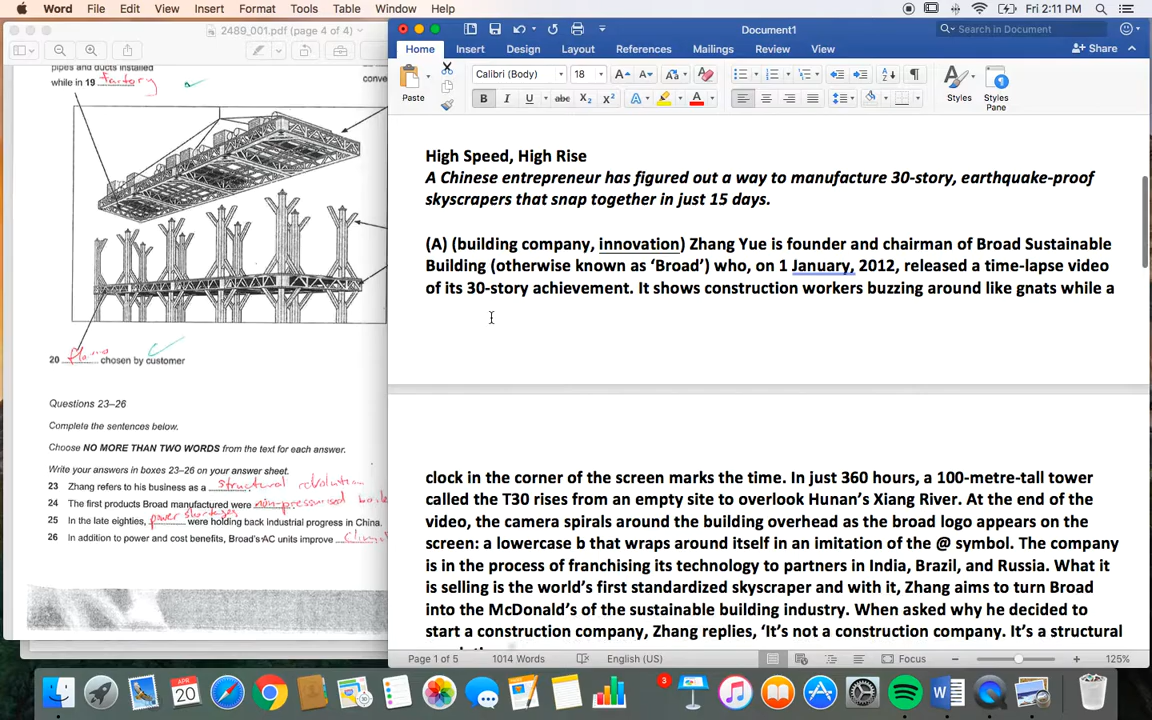 Word File Edit View Insert Format Tools Table Window Help
Fri 2:11 PM
2489_001.pdf (page 4 of 4)
Document1
Search in Document
Home Insert Design Layout References Mailings Review View
Share
Paste
Calibri (Body) 18
Styles
Styles Pane
pipes and ducts installed
while in 19 factory
conve
20 chosen by customer
Questions 23–26
Complete the sentences below.
Choose NO MORE THAN TWO WORDS from the text for each answer.
Write your answers in boxes 23–26 on your answer sheet.
23 Zhang refers to his business as a structural revolution
24 The first products Broad manufactured were non-pressurised
25 In the late eighties, power shortages were holding back industrial progress in China.
26 In addition to power and cost benefits, Broad's AC units improve
High Speed, High Rise
A Chinese entrepreneur has figured out a way to manufacture 30-story, earthquake-proof
skyscrapers that snap together in just 15 days.
(A) (building company, innovation) Zhang Yue is founder and chairman of Broad Sustainable
Building (otherwise known as ‘Broad’) who, on 1 January, 2012, released a time-lapse video
of its 30-story achievement. It shows construction workers buzzing around like gnats while a
clock in the corner of the screen marks the time. In just 360 hours, a 100-metre-tall tower
called the T30 rises from an empty site to overlook Hunan’s Xiang River. At the end of the
video, the camera spirals around the building overhead as the broad logo appears on the
screen: a lowercase b that wraps around itself in an imitation of the @ symbol. The company
is in the process of franchising its technology to partners in India, Brazil, and Russia. What it
is selling is the world’s first standardized skyscraper and with it, Zhang aims to turn Broad
into the McDonald’s of the sustainable building industry. When asked why he decided to
start a construction company, Zhang replies, ‘It’s not a construction company. It’s a structural
Page 1 of 5 1014 Words English (US) Focus 125%
APR
20
3